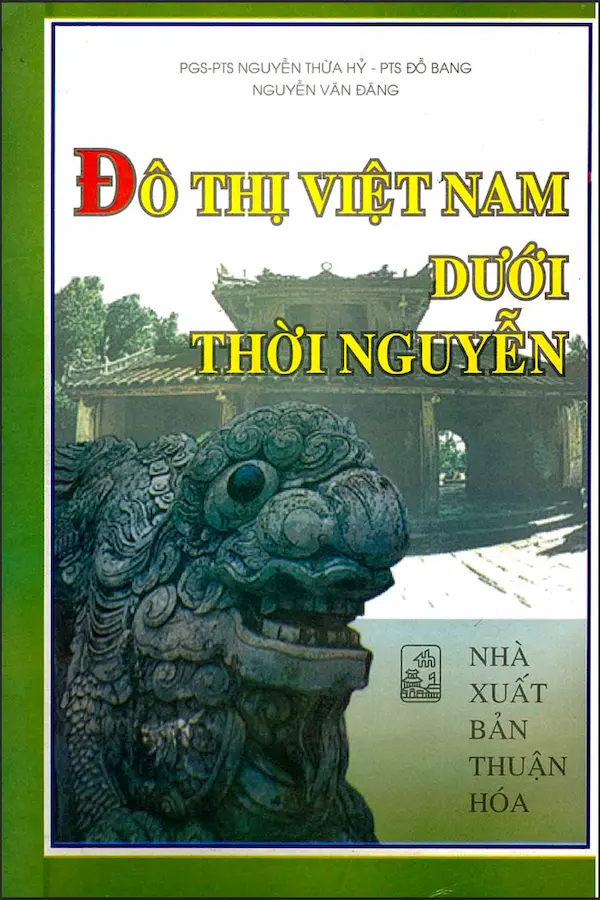 PGS-PTS NGUYỄN THỪA HỶ - PTS ĐỖ BANG
NGUYỄN VĂN ĐĂNG
ĐÔ THỊ VIỆT NAM
DƯỚI
THỜI NGUYỄN
NHÀ
XUẤT
BẢN
THUẬN
HÓA